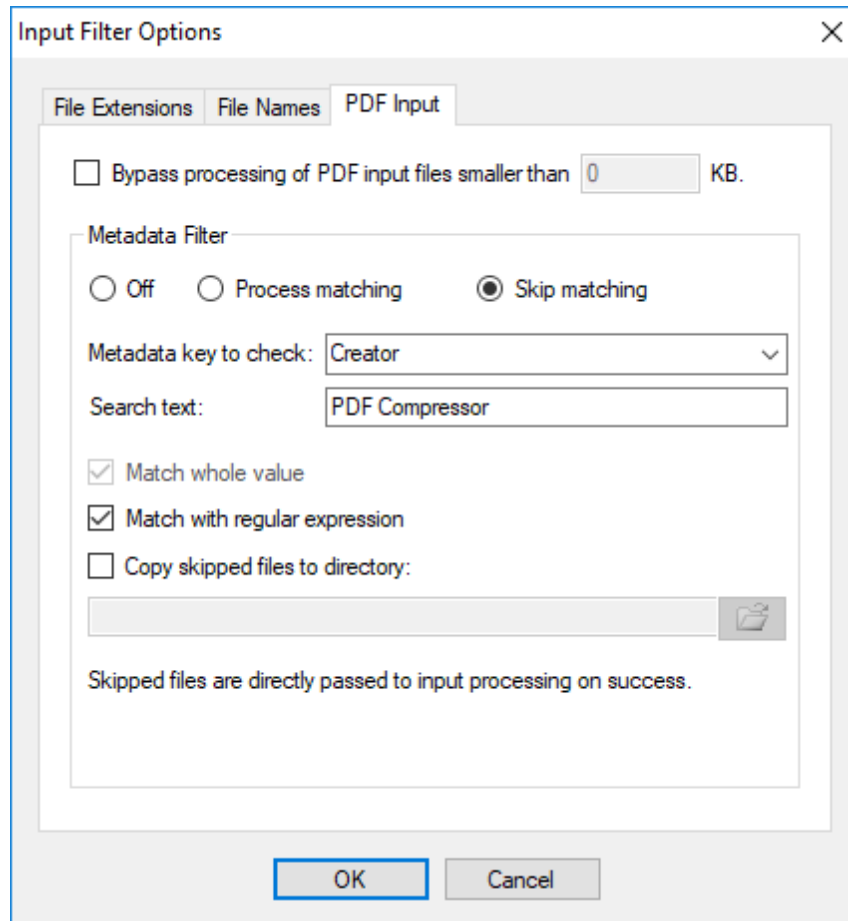 Input Filter Options
File Extensions File Names PDF Input
Bypass processing of PDF input files smaller than 0 KB.
Metadata Filter
Off Process matching Skip matching
Metadata key to check: Creator
Search text: PDF Compressor
Match whole value
Match with regular expression
Copy skipped files to directory:
Skipped files are directly passed to input processing on success.
OK Cancel